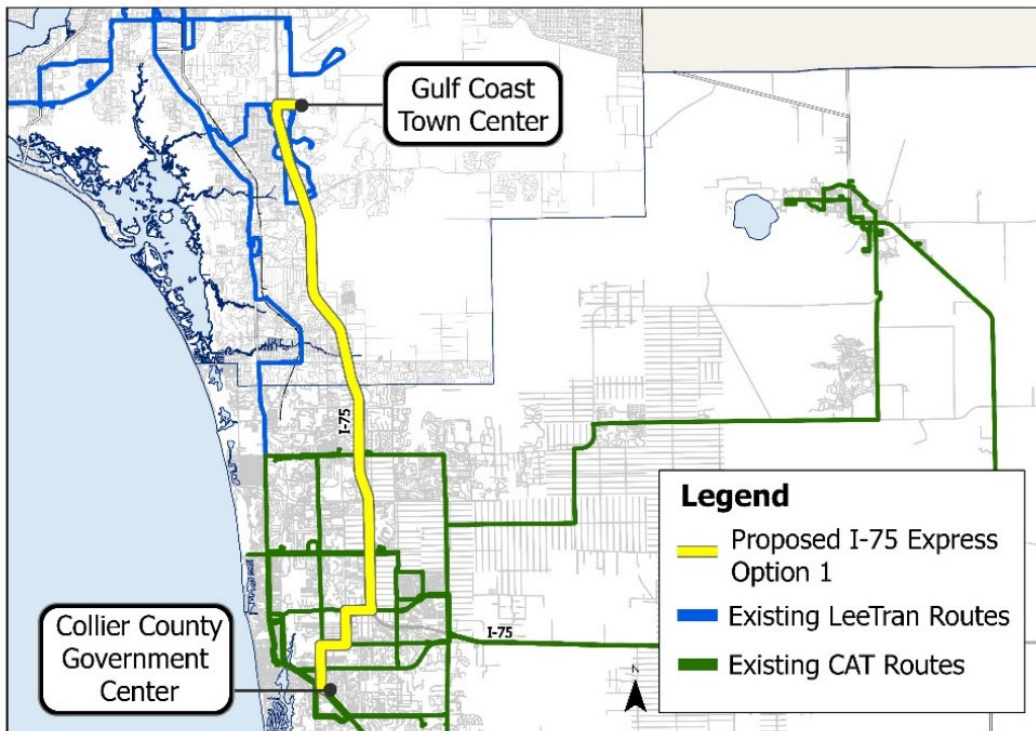 Gulf Coast
Town Center
I-75
Legend
Proposed I-75 Express
Option 1
Existing LeeTran Routes
Existing CAT Routes
Collier County
Government
Center
I-75
N